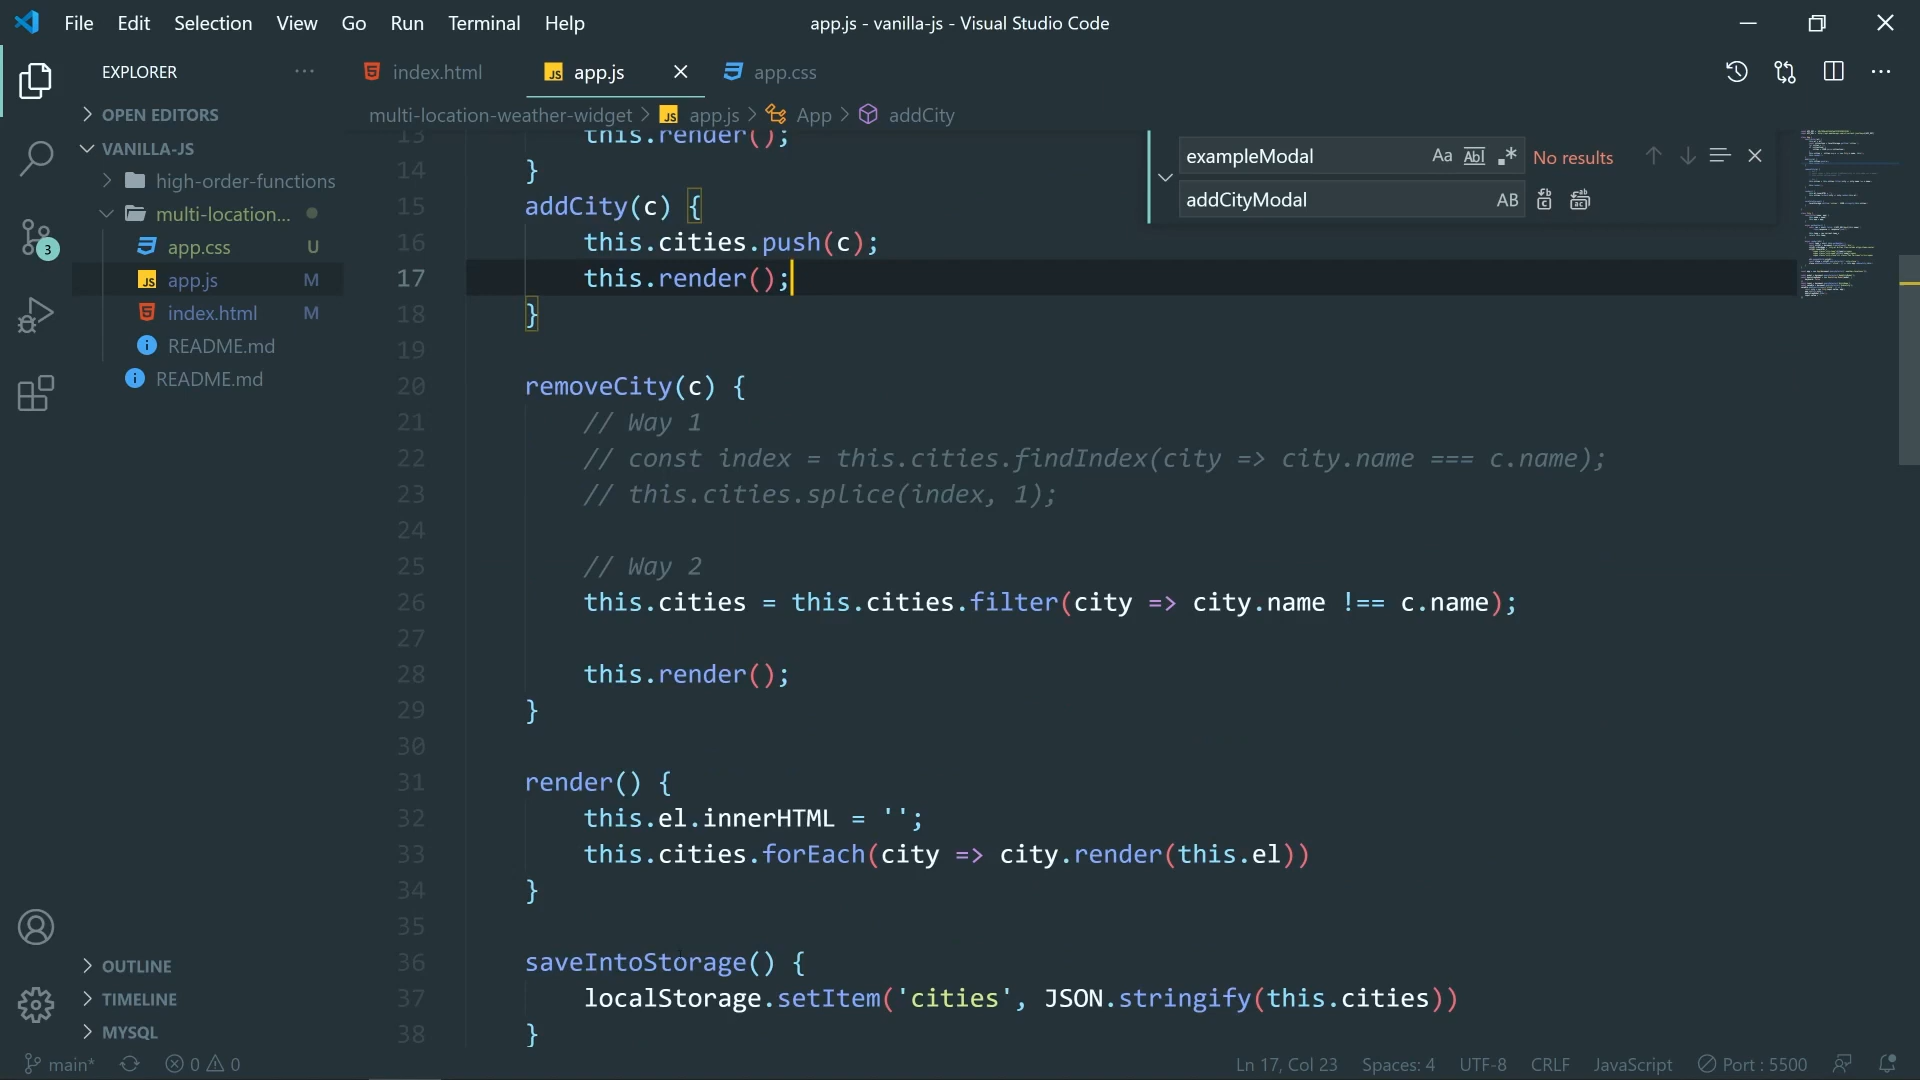 File Edit Selection View Go Run Terminal Help
app.js - vanilla-js - Visual Studio Code
EXPLORER
OPEN EDITORS
VANILLA-JS
high-order-functions
multi-location...
app.css U
JS app.js M
index.html M
README.md
README.md
OUTLINE
TIMELINE
MYSQL
3
index.html
JS app.js
app.css
multi-location-weather-widget > JS app.js > App > addCity
exampleModal Aa Abl .* No results
addCityModal AB
13 this.render();
14 }
15 addCity(c) {
16 this.cities.push(c);
17 this.render();
18 }
19
20 removeCity(c) {
21 // Way 1
22 // const index = this.cities.findIndex(city => city.name === c.name);
23 // this.cities.splice(index, 1);
24
25 // Way 2
26 this.cities = this.cities.filter(city => city.name !== c.name);
27
28 this.render();
29 }
30
31 render() {
32 this.el.innerHTML = '';
33 this.cities.forEach(city => city.render(this.el))
34 }
35
36 saveIntoStorage() {
37 localStorage.setItem('cities', JSON.stringify(this.cities))
38 }
main* 0 0
Ln 17, Col 23 Spaces: 4 UTF-8 CRLF JavaScript Port : 5500